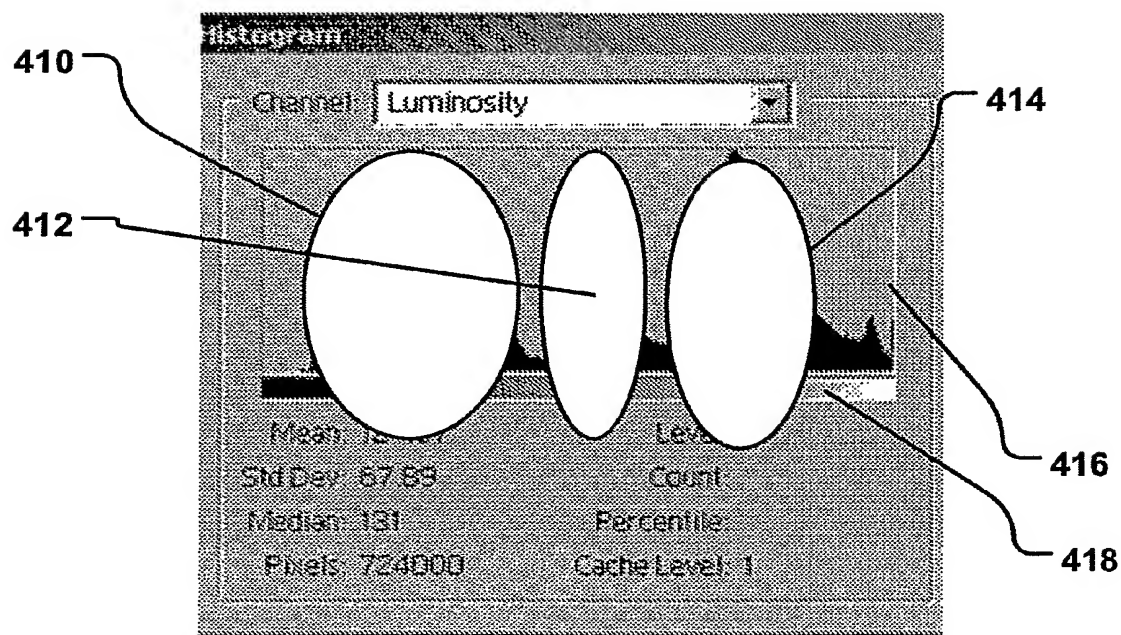 Histogram
410
Channel: Luminosity
414
412
Mean:
Level
416
Std Dev: 67.89
Count
Median: 131
Percentile
418
Pixels: 724000
Cache Level: 1